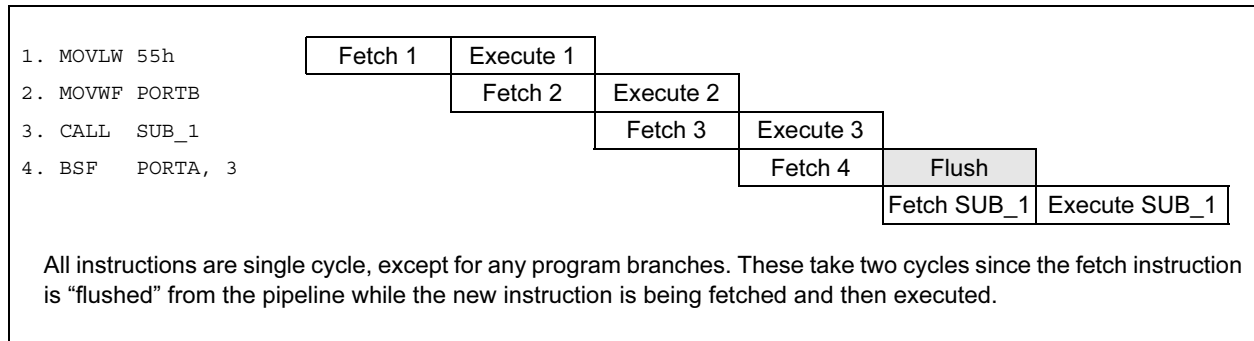 1. MOVLW 55h Fetch 1 Execute 1
2. MOVWF PORTB Fetch 2 Execute 2
3. CALL SUB_1 Fetch 3 Execute 3
4. BSF PORTA, 3 Fetch 4 Flush
Fetch SUB_1 Execute SUB_1
All instructions are single cycle, except for any program branches. These take two cycles since the fetch instruction
is “flushed” from the pipeline while the new instruction is being fetched and then executed.